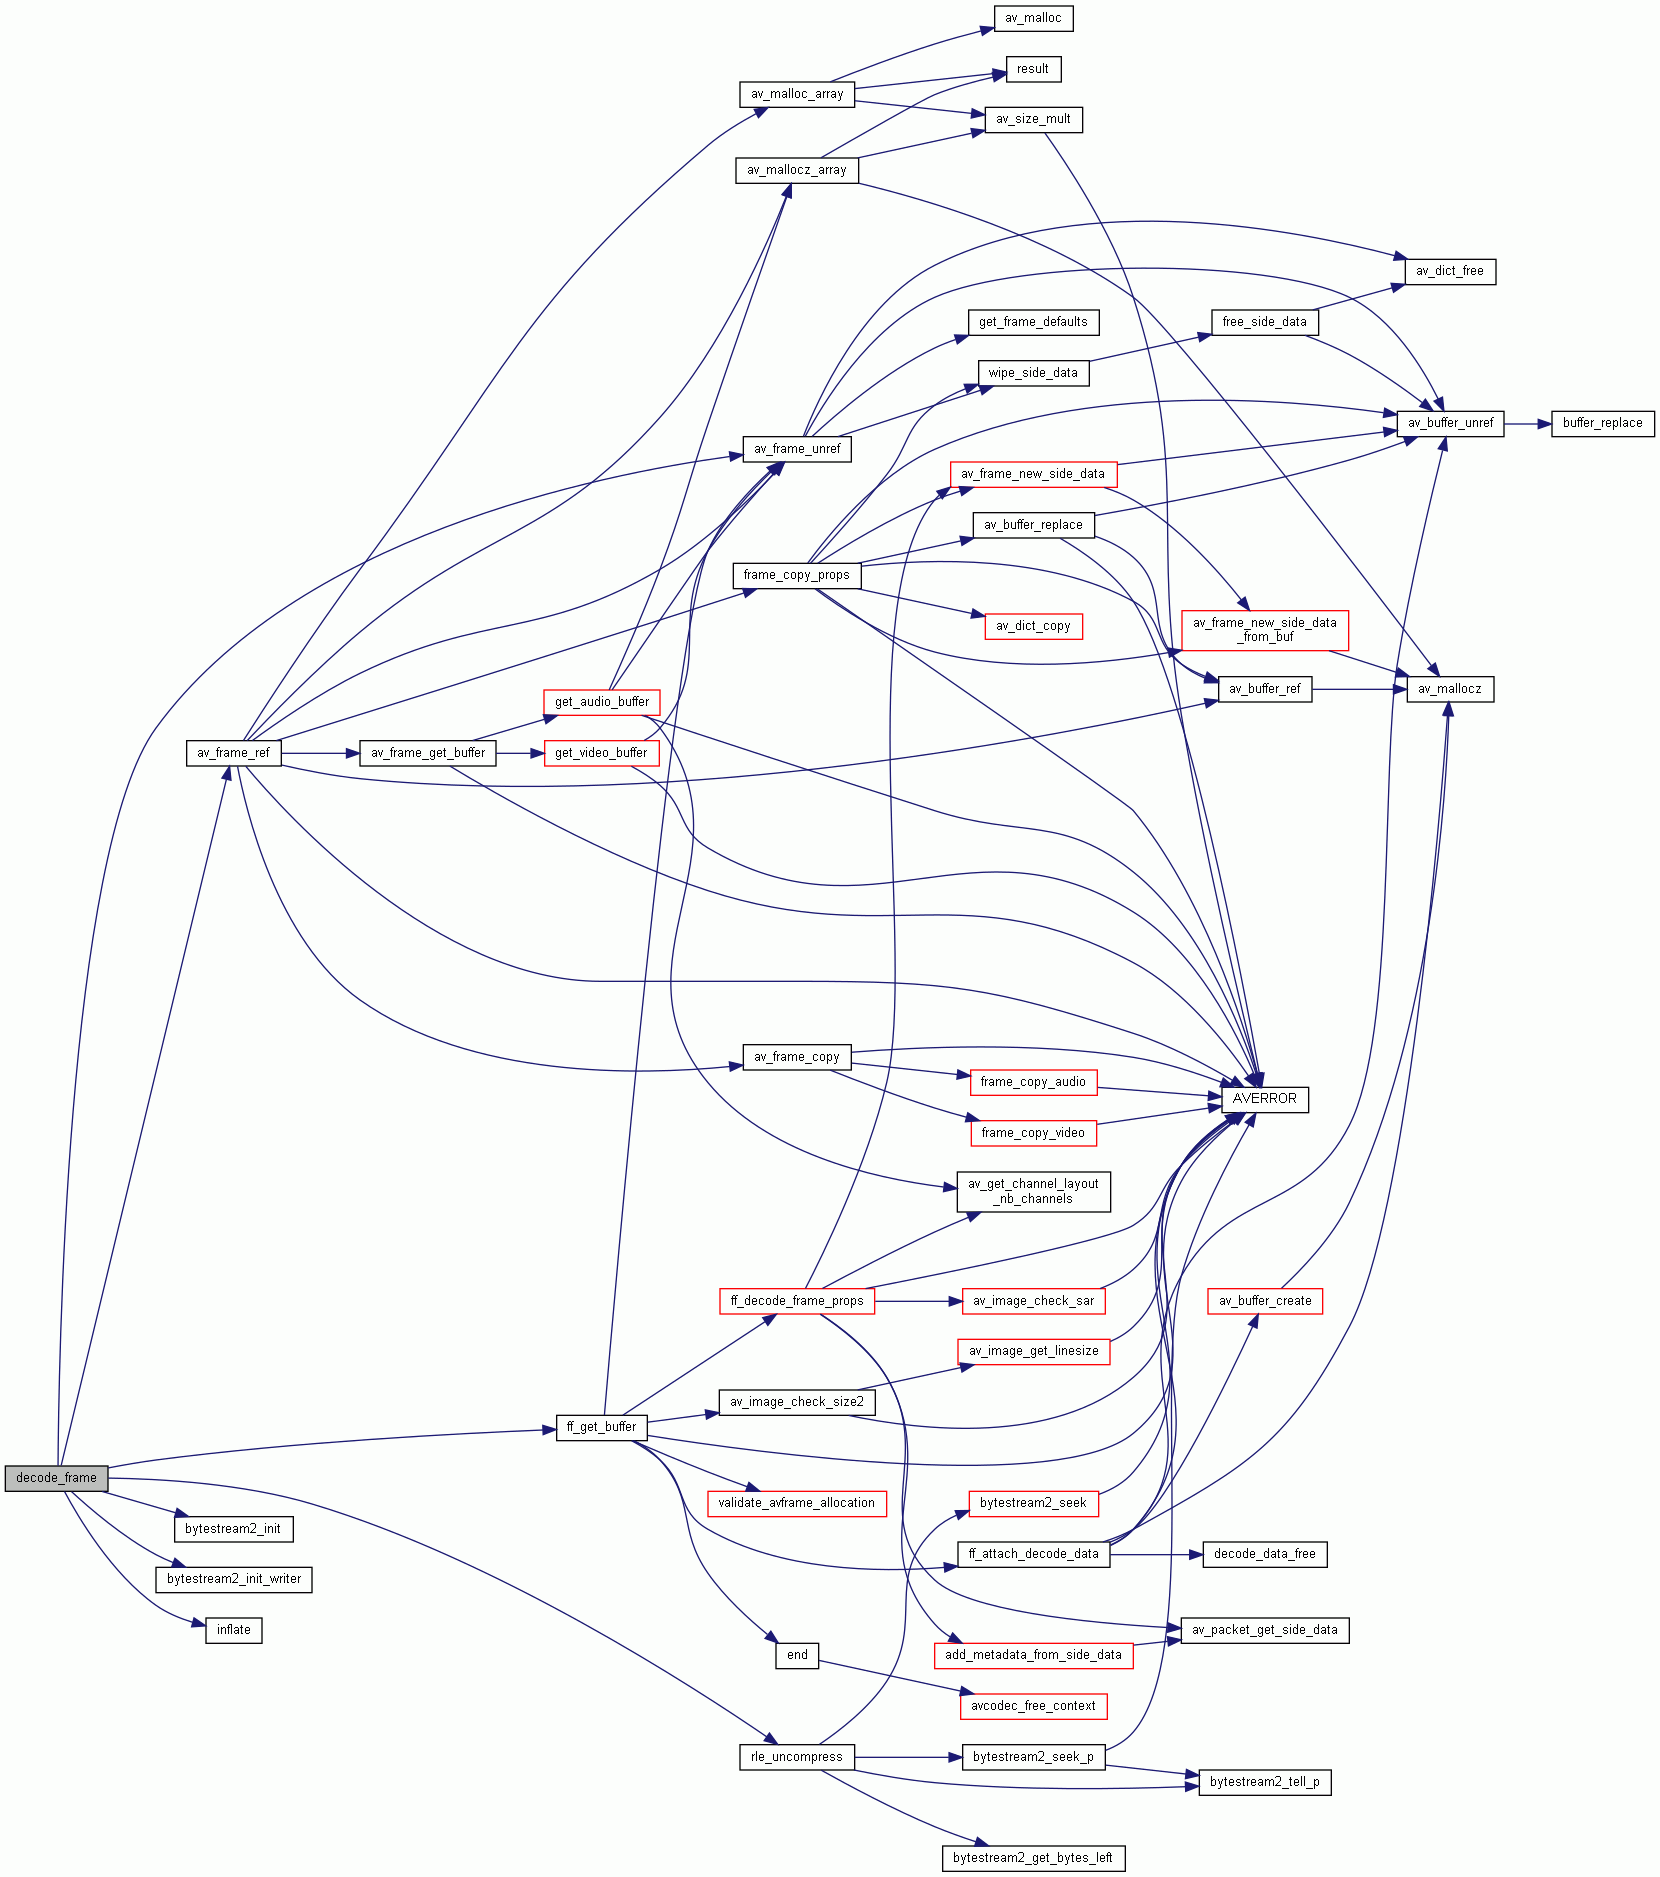 av_malloc
result
av_malloc_array
av_size_mult
av_mallocz_array
av_dict_free
get_frame_defaults
free_side_data
wipe_side_data
av_buffer_unref
buffer_replace
av_frame_unref
av_frame_new_side_data
av_buffer_replace
frame_copy_props
av_dict_copy
av_frame_new_side_data
_from_buf
av_buffer_ref
av_mallocz
get_audio_buffer
av_frame_ref
av_frame_get_buffer
get_video_buffer
av_frame_copy
frame_copy_audio
AVERROR
frame_copy_video
av_get_channel_layout
_nb_channels
ff_decode_frame_props
av_image_check_sar
av_buffer_create
av_image_get_linesize
av_image_check_size2
ff_get_buffer
decode_frame
validate_avframe_allocation
bytestream2_seek
bytestream2_init
ff_attach_decode_data
decode_data_free
bytestream2_init_writer
inflate
av_packet_get_side_data
end
add_metadata_from_side_data
avcodec_free_context
rle_uncompress
bytestream2_seek_p
bytestream2_tell_p
bytestream2_get_bytes_left